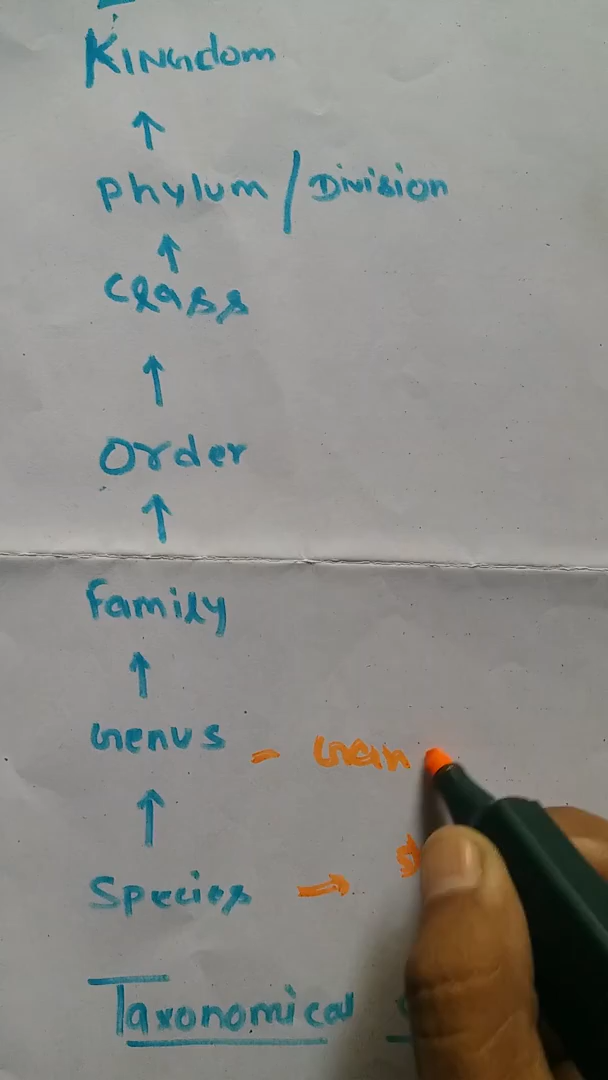 Kingdom
↑
Phylum / Division
↑
Class
↑
Order
↑
Family
↑
Genus - Gen
↑
Species →
Taxonomical